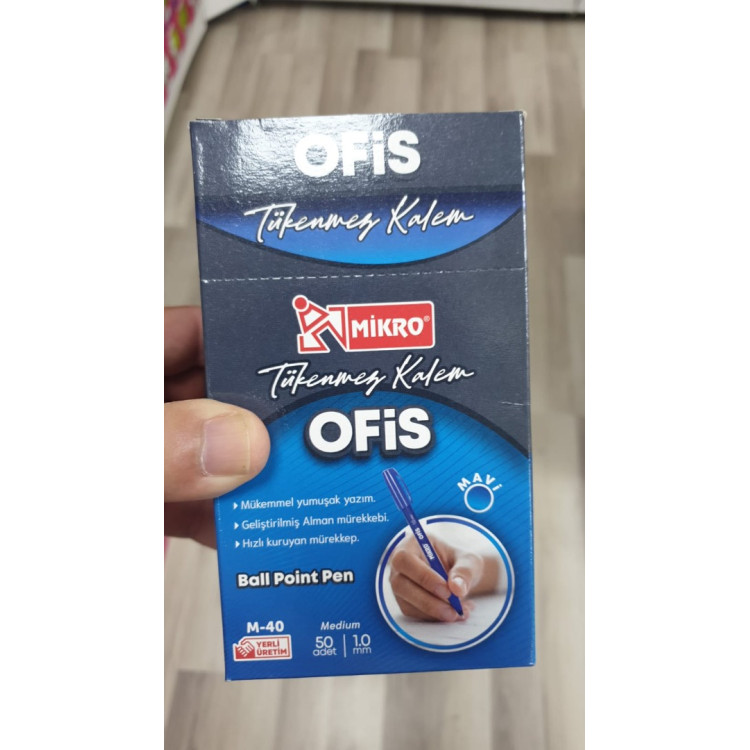 OFiS
Tükenmez Kalem
MİKRO®
Tükenmez Kalem
OFiS
MAVİ
Mükemmel yumuşak yazım.
Geliştirilmiş Alman mürekkebi.
Hızlı kuruyan mürekkep.
Ball Point Pen
M-40
YERLİ
ÜRETİM
Medium
50 adet | 1.0 mm